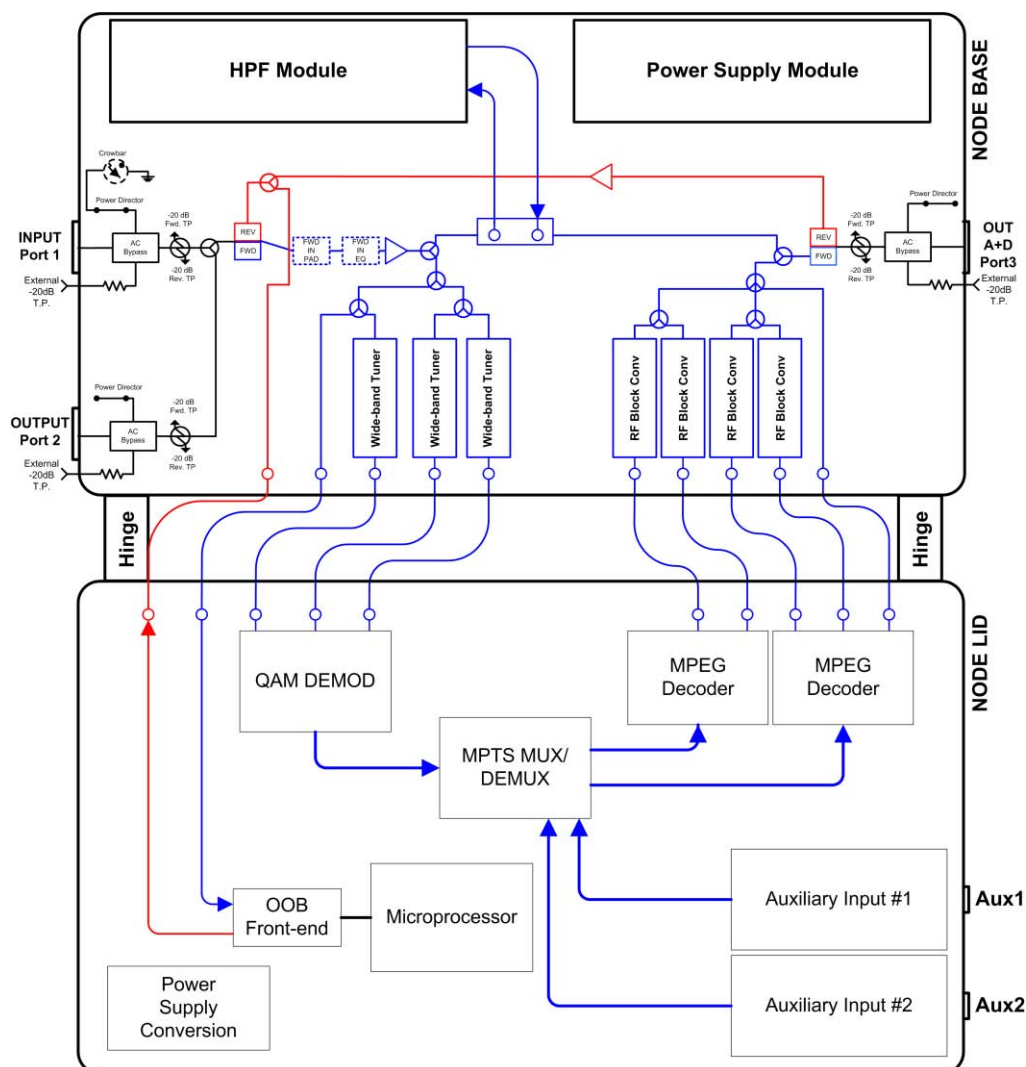 HPF Module
Power Supply Module
NODE BASE
Crowbar
Power Director
INPUT
Port 1
AC
Bypass
-20 dB
Fwd. TP
-20 dB
Rev. TP
External
-20dB
T.P.
REV
FWD
FWD
IN
PAD
FWD
IN
EQ
REV
FWD
-20 dB
Fwd. TP
-20 dB
Rev. TP
Power Director
AC
Bypass
OUT
A+D
Port3
External
-20dB
T.P.
Wide-band Tuner
Wide-band Tuner
Wide-band Tuner
RF Block Conv
RF Block Conv
RF Block Conv
RF Block Conv
Power Director
OUTPUT
Port 2
AC
Bypass
-20 dB
Fwd. TP
-20 dB
Rev. TP
External
-20dB
T.P.
Hinge
Hinge
NODE LID
QAM DEMOD
MPEG
Decoder
MPEG
Decoder
MPTS MUX/
DEMUX
OOB
Front-end
Microprocessor
Auxiliary Input #1
Aux1
Power
Supply
Conversion
Auxiliary Input #2
Aux2